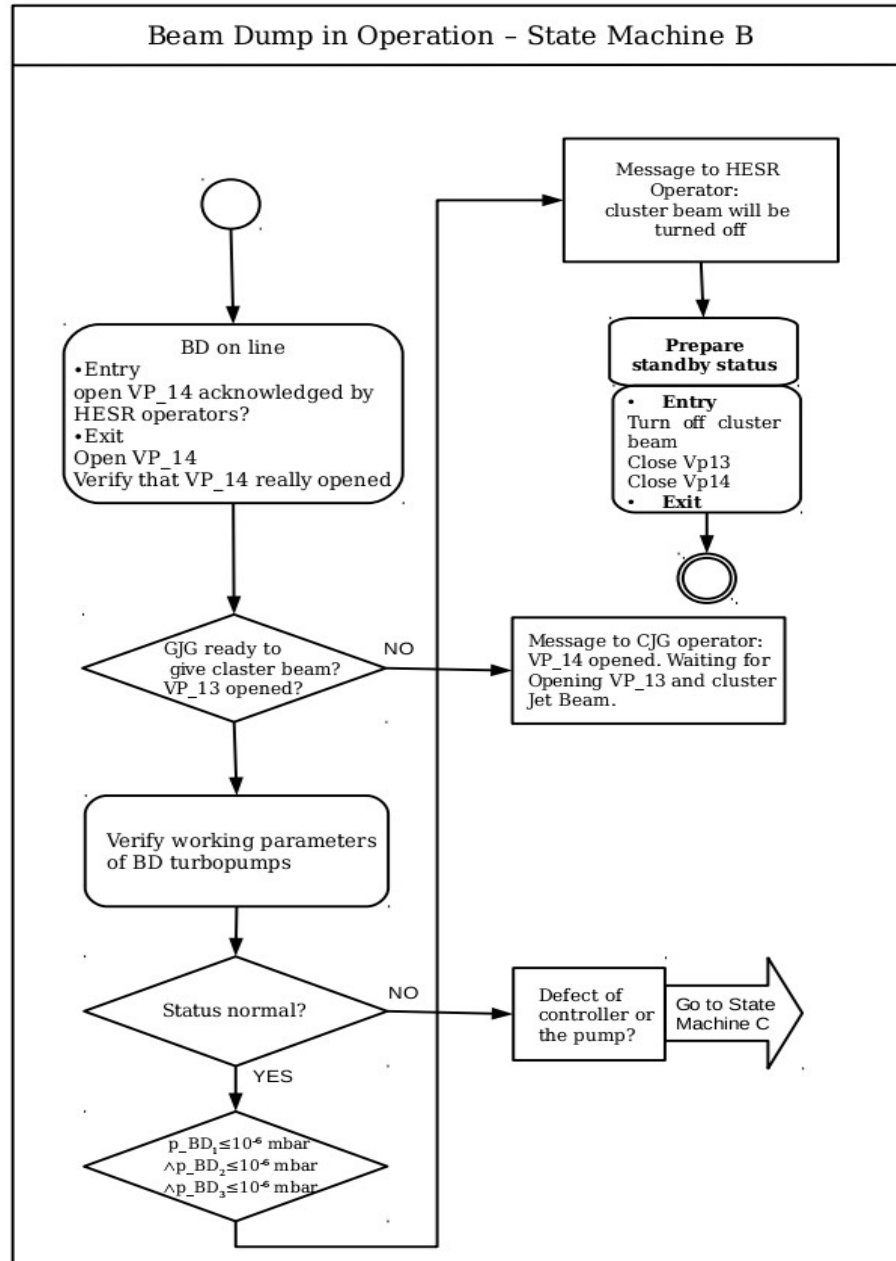 Beam Dump in Operation – State Machine B
BD on line
•Entry
open VP_14 acknowledged by
HESR operators?
•Exit
Open VP_14
Verify that VP_14 really opened
GJG ready to
give claster beam?
VP_13 opened?
NO
Message to CJG operator:
VP_14 opened. Waiting for
Opening VP_13 and cluster
Jet Beam.
Verify working parameters
of BD turbopumps
Status normal?
NO
Defect of
controller or
the pump?
Go to State
Machine C
YES
p_BD₁≤10⁻⁶ mbar
∧p_BD₂≤10⁻⁶ mbar
∧p_BD₃≤10⁻⁶ mbar
Message to HESR
Operator:
cluster beam will be
turned off
Prepare
standby status
• Entry
Turn off cluster
beam
Close Vp13
Close Vp14
• Exit